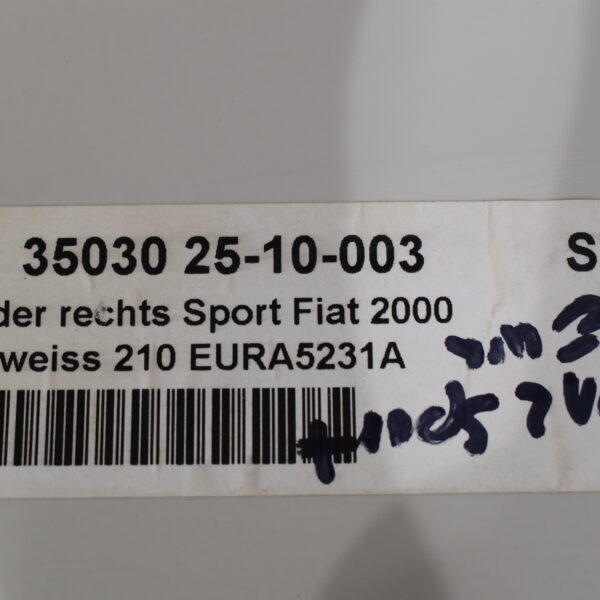 35030 25-10-003 S
der rechts Sport Fiat 2000
weiss 210 EURA5231A